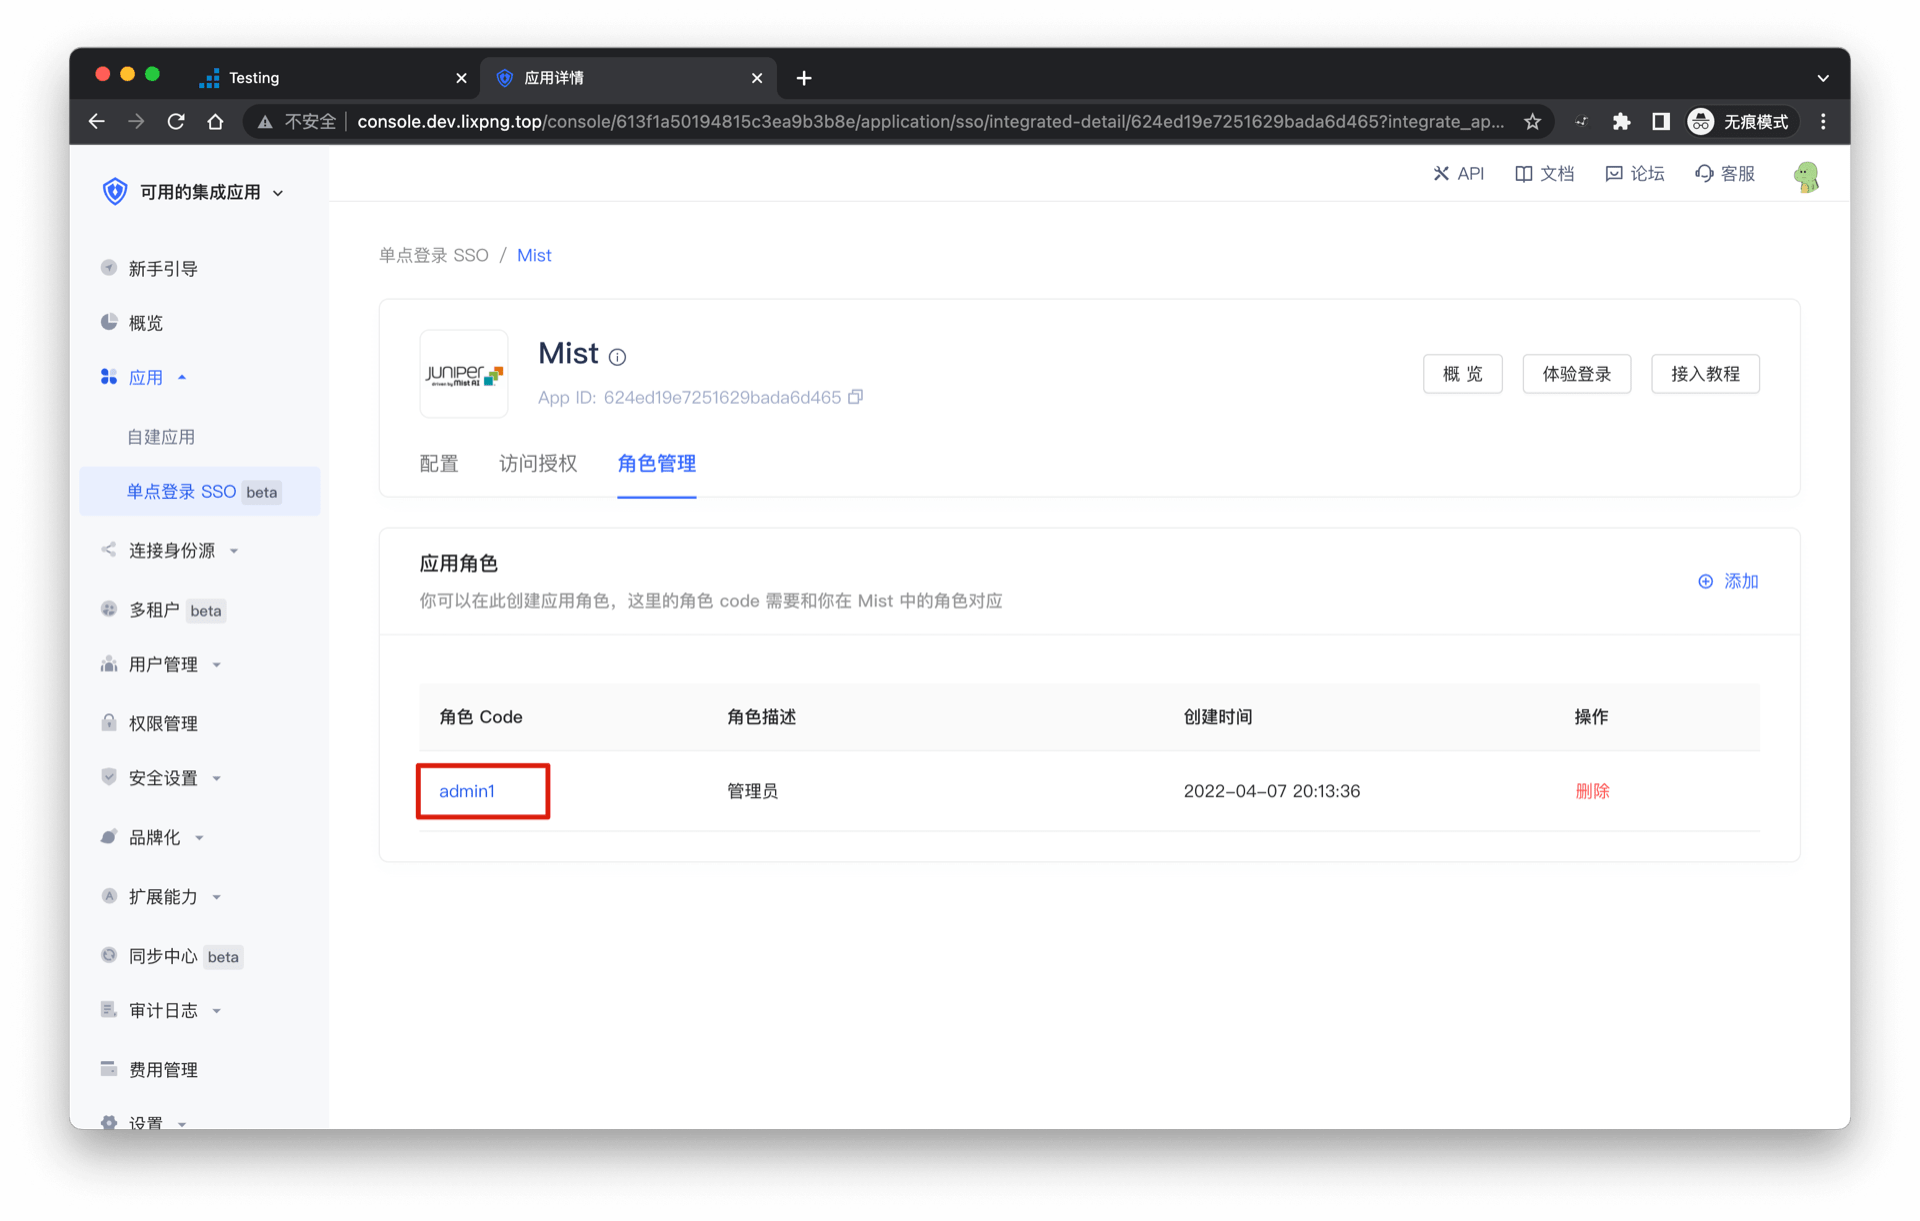 Testing
应用详情
不安全
console.dev.lixpng.top/console/613f1a50194815c3ea9b3b8e/application/sso/integrated-detail/624ed19e7251629bada6d465?integrate_ap...
无痕模式
可用的集成应用
API
文档
论坛
客服
新手引导
概览
应用
自建应用
单点登录 SSO beta
连接身份源
多租户 beta
用户管理
权限管理
安全设置
品牌化
扩展能力
同步中心 beta
审计日志
费用管理
设置
单点登录 SSO / Mist
JUNIPEr
driven by Mist AI
Mist
App ID: 624ed19e7251629bada6d465
概 览
体验登录
接入教程
配置
访问授权
角色管理
应用角色
你可以在此创建应用角色，这里的角色 code 需要和你在 Mist 中的角色对应
添加
角色 Code
角色描述
创建时间
操作
admin1
管理员
2022-04-07 20:13:36
删除